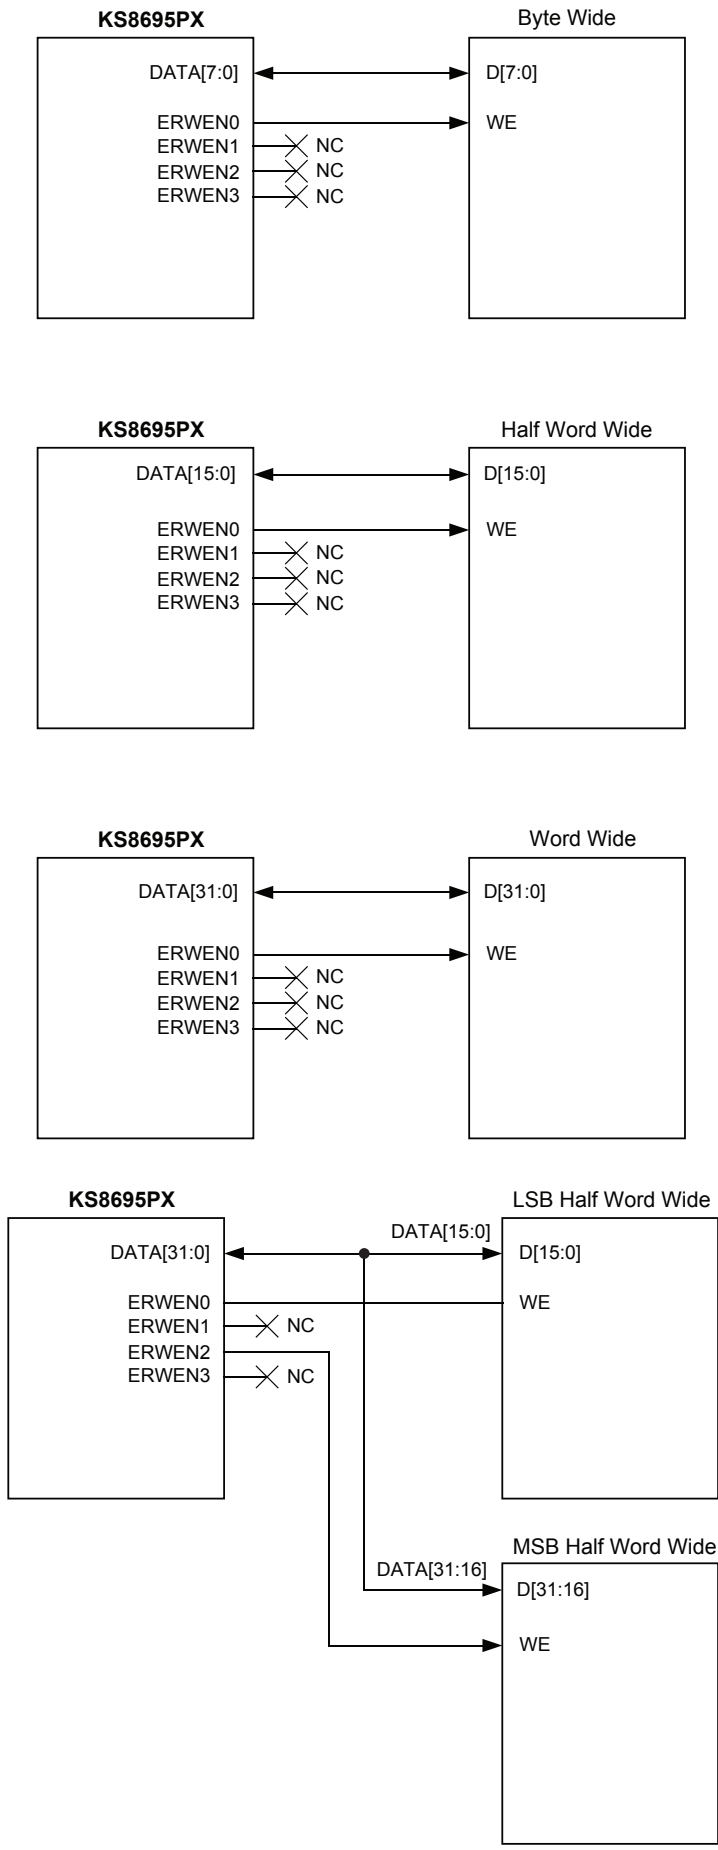 KS8695PX Byte Wide
DATA[7:0] D[7:0]
ERWEN0 WE
ERWEN1 NC
ERWEN2 NC
ERWEN3 NC
KS8695PX Half Word Wide
DATA[15:0] D[15:0]
ERWEN0 WE
ERWEN1 NC
ERWEN2 NC
ERWEN3 NC
KS8695PX Word Wide
DATA[31:0] D[31:0]
ERWEN0 WE
ERWEN1 NC
ERWEN2 NC
ERWEN3 NC
KS8695PX LSB Half Word Wide
DATA[15:0]
DATA[31:0] D[15:0]
ERWEN0 WE
ERWEN1 NC
ERWEN2
ERWEN3 NC
MSB Half Word Wide
DATA[31:16]
D[31:16]
WE